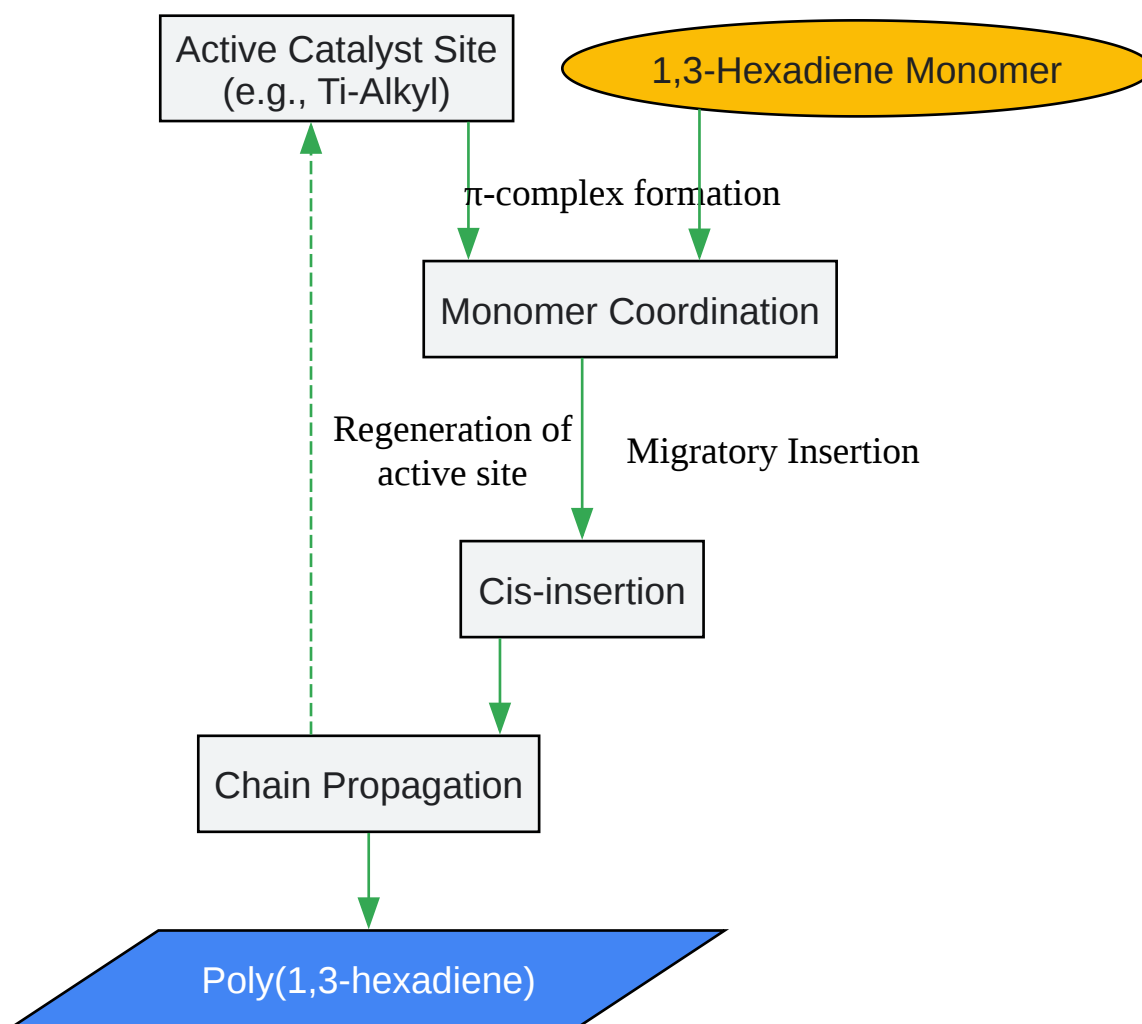 Active Catalyst Site
(e.g., Ti-Alkyl)
1,3-Hexadiene Monomer
π-complex formation
Monomer Coordination
Regeneration of
active site
Migratory Insertion
Cis-insertion
Chain Propagation
Poly(1,3-hexadiene)